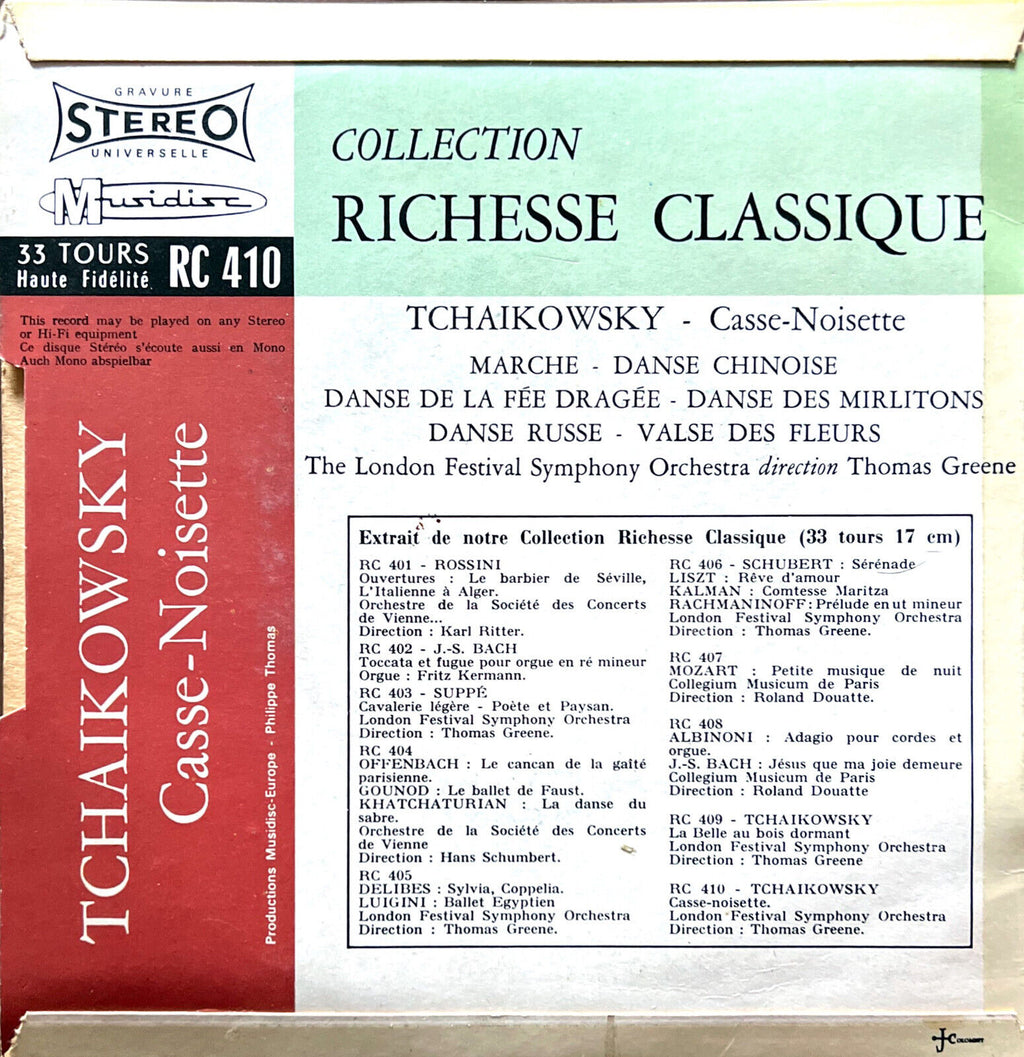 GRAVURE
STEREO
UNIVERSELLE
Musidisc
33 TOURS
Haute Fidélité
RC 410
This record may be played on any Stereo
or Hi-Fi equipment
Ce disque Stéréo s'écoute aussi en Mono
Auch Mono abspielbar
TCHAIKOWSKY
Casse-Noisette
Productions Musidisc-Europe - Philippe Thomas
COLLECTION
RICHESSE CLASSIQUE
TCHAIKOWSKY - Casse-Noisette
MARCHE - DANSE CHINOISE
DANSE DE LA FÉE DRAGÉE - DANSE DES MIRLITONS
DANSE RUSSE - VALSE DES FLEURS
The London Festival Symphony Orchestra direction Thomas Greene
Extrait de notre Collection Richesse Classique (33 tours 17 cm)
RC 401 - ROSSINI
Ouvertures : Le barbier de Séville,
L'Italienne à Alger.
Orchestre de la Société des Concerts
de Vienne...
Direction : Karl Ritter.
RC 402 - J.-S. BACH
Toccata et fugue pour orgue en ré mineur
Orgue : Fritz Kermann.
RC 403 - SUPPÉ
Cavalerie légère - Poète et Paysan.
London Festival Symphony Orchestra
Direction : Thomas Greene.
RC 404
OFFENBACH : Le cancan de la gaîté
parisienne.
GOUNOD : Le ballet de Faust.
KHATCHATURIAN : La danse du
sabre.
Orchestre de la Société des Concerts
de Vienne
Direction : Hans Schumbert.
RC 405
DELIBES : Sylvia, Coppelia.
LUIGINI : Ballet Egyptien
London Festival Symphony Orchestra
Direction : Thomas Greene.
RC 406 - SCHUBERT : Sérénade
LISZT : Rêve d'amour
KALMAN : Comtesse Maritza
RACHMANINOFF : Prélude en ut mineur
London Festival Symphony Orchestra
Direction : Thomas Greene.
RC 407
MOZART : Petite musique de nuit
Collegium Musicum de Paris
Direction : Roland Douatte.
RC 408
ALBINONI : Adagio pour cordes et
orgue.
J.-S. BACH : Jésus que ma joie demeure
Collegium Musicum de Paris
Direction : Roland Douatte
RC 409 - TCHAIKOWSKY
La Belle au bois dormant
London Festival Symphony Orchestra
Direction : Thomas Greene
RC 410 - TCHAIKOWSKY
Casse-noisette.
London Festival Symphony Orchestra
Direction : Thomas Greene.
J COLOMBET